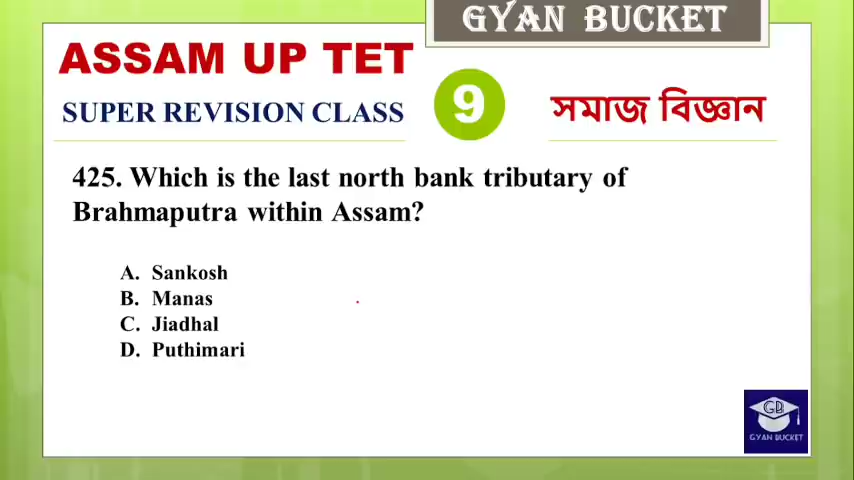 GYAN BUCKET
ASSAM UP TET
SUPER REVISION CLASS
9
সমাজ বিজ্ঞান
425. Which is the last north bank tributary of
Brahmaputra within Assam?
A. Sankosh
B. Manas
C. Jiadhal
D. Puthimari
GB
GYAN BUCKET